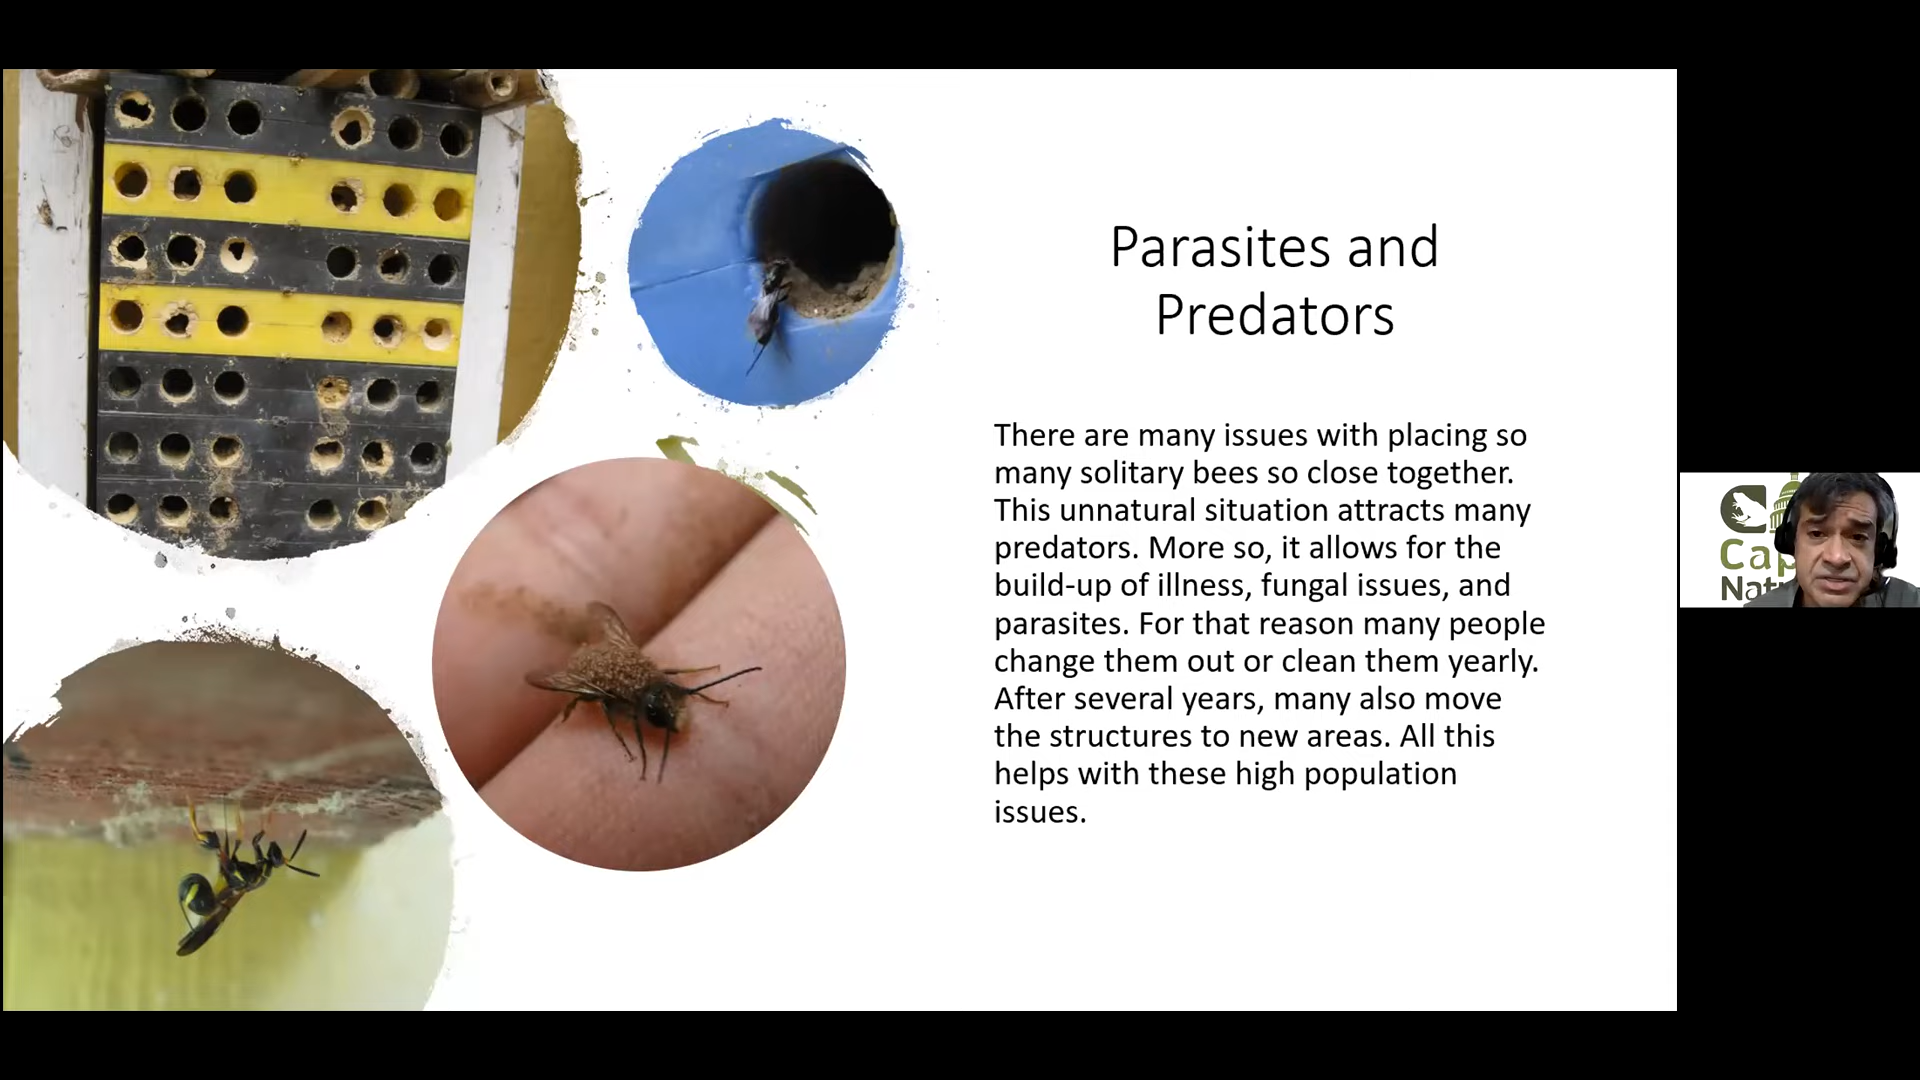 Parasites and
Predators
There are many issues with placing so
many solitary bees so close together.
This unnatural situation attracts many
predators. More so, it allows for the
build-up of illness, fungal issues, and
parasites. For that reason many people
change them out or clean them yearly.
After several years, many also move
the structures to new areas. All this
helps with these high population
issues.
Cap
Natu